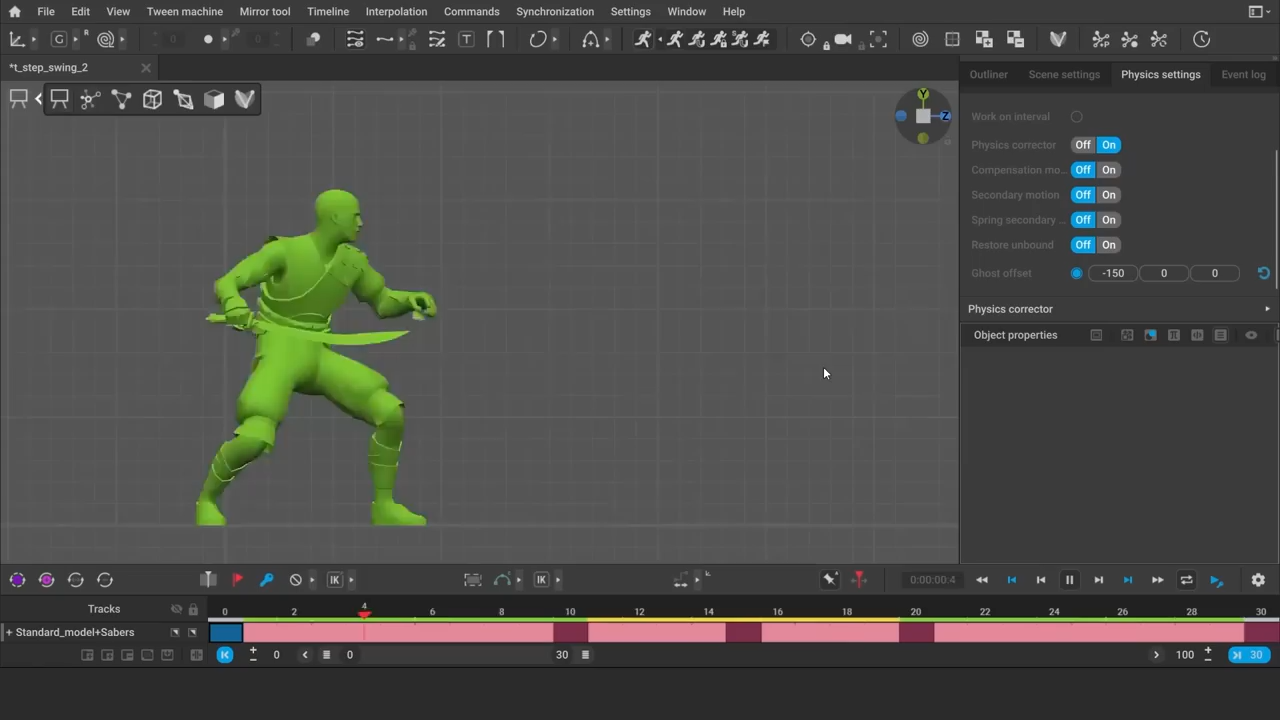 File Edit View Tween machine Mirror tool Timeline Interpolation Commands Synchronization Settings Window Help
G R 0 0 T
*t_step_swing_2
Outliner Scene settings Physics settings Event log
Y
Z
Work on interval
Physics corrector Off On
Compensation mo... Off On
Secondary motion Off On
Spring secondary ... Off On
Restore unbound Off On
Ghost offset -150 0 0
Physics corrector
Object properties
IK IK 0:00:00:4
Tracks 0 2 4 6 8 10 12 14 16 18 20 22 24 26 28 30
+ Standard_model+Sabers
0 0 30 100 30